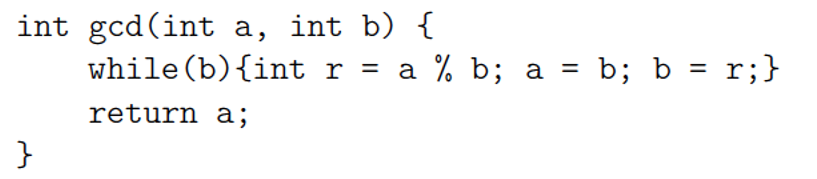 int gcd(int a, int b) {
    while(b){int r = a % b; a = b; b = r;}
    return a;
}